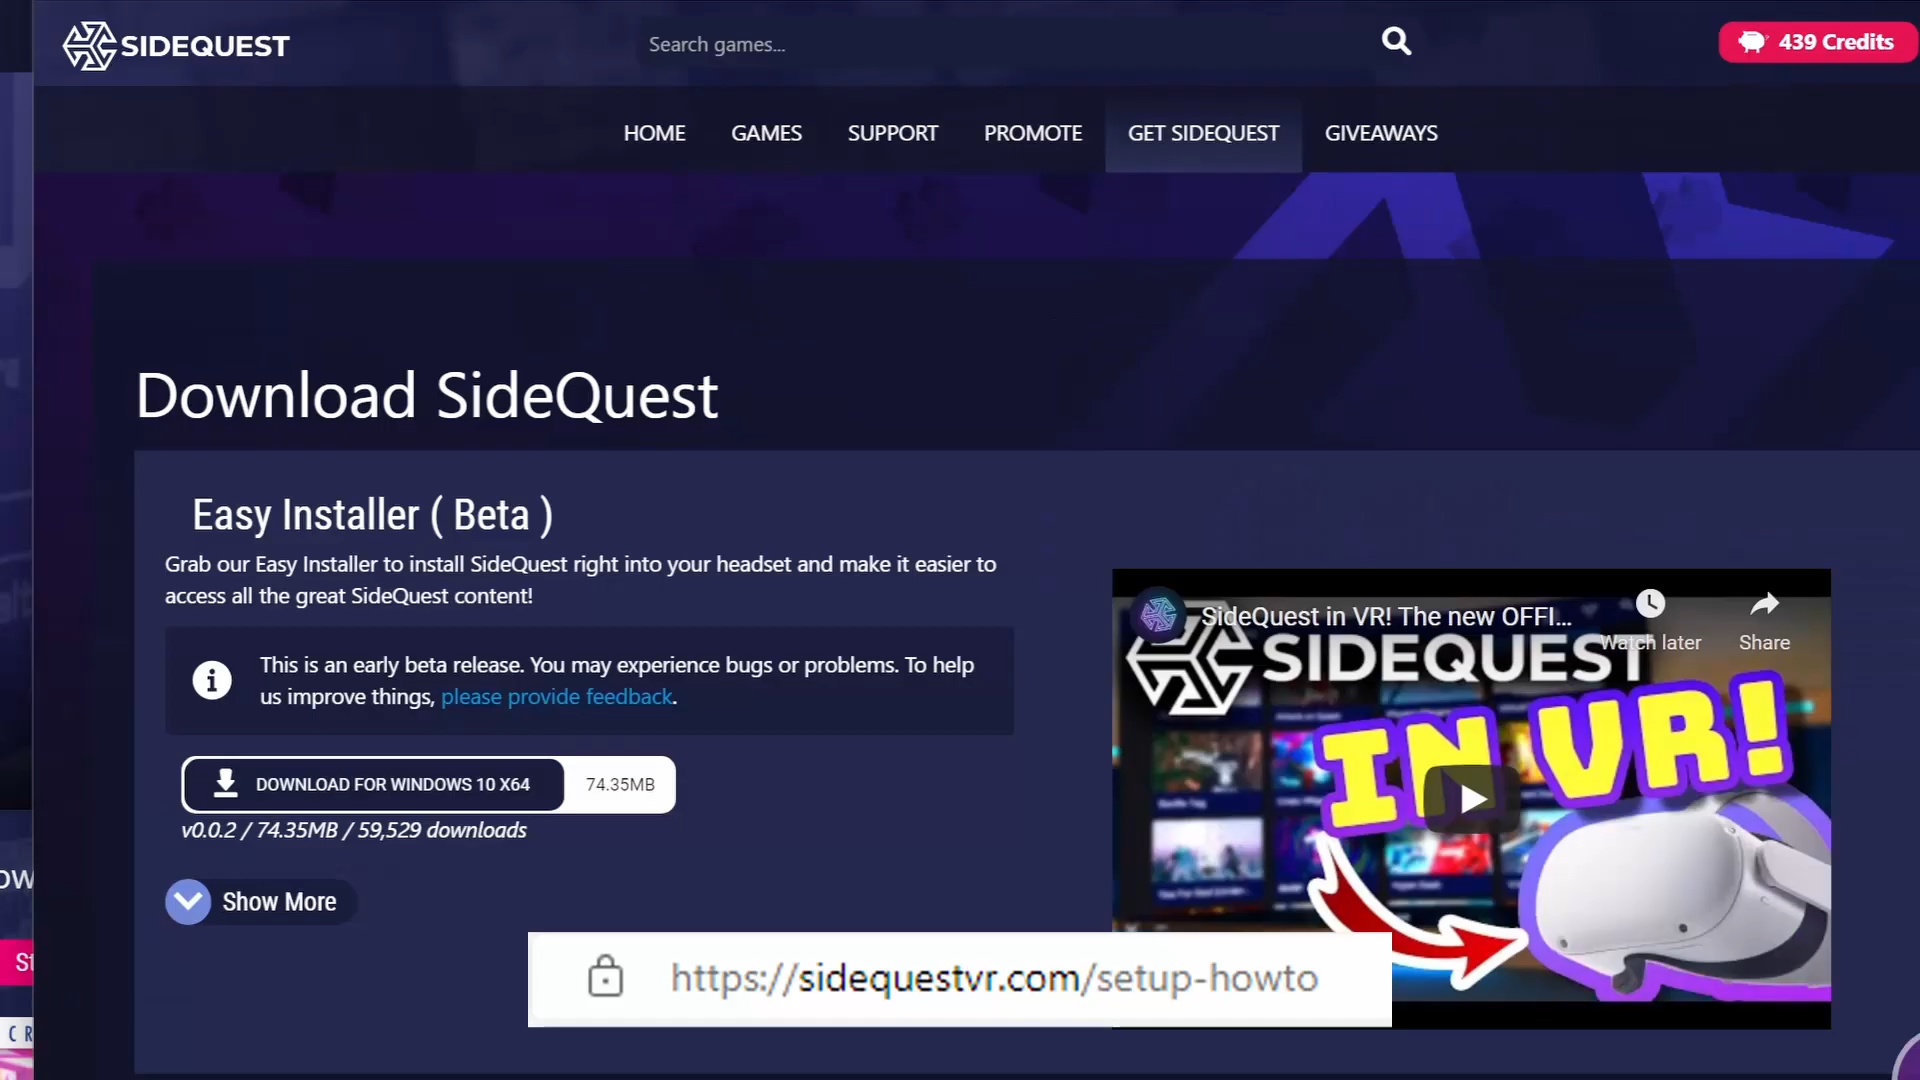 SIDEQUEST
Search games...
439 Credits
HOME
GAMES
SUPPORT
PROMOTE
GET SIDEQUEST
GIVEAWAYS
Download SideQuest
Easy Installer ( Beta )
Grab our Easy Installer to install SideQuest right into your headset and make it easier to
access all the great SideQuest content!
This is an early beta release. You may experience bugs or problems. To help
us improve things, please provide feedback.
DOWNLOAD FOR WINDOWS 10 X64
74.35MB
v0.0.2 / 74.35MB / 59,529 downloads
Show More
SideQuest in VR! The new OFFI...
Watch later
Share
SIDEQUEST
IN VR!
https://sidequestvr.com/setup-howto